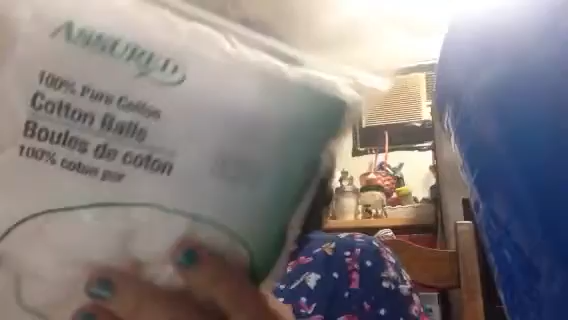 ASSURED
100% Pure Cotton
Cotton Balls
Boules de coton
100% coton pur